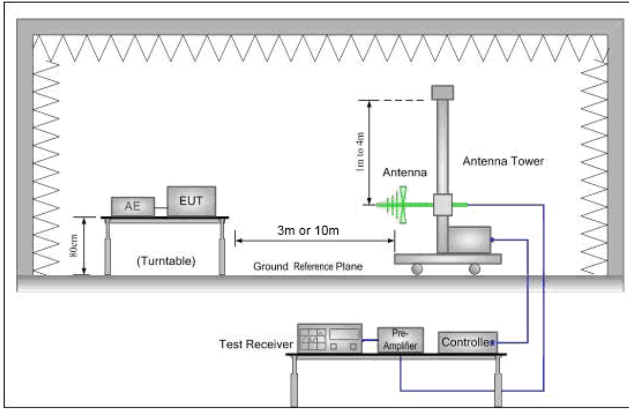 1m to 4m
Antenna
Antenna Tower
AE
EUT
3m or 10m
80cm
(Turntable)
Ground Reference Plane
Test Receiver
Pre-
Amplifier
Controlle